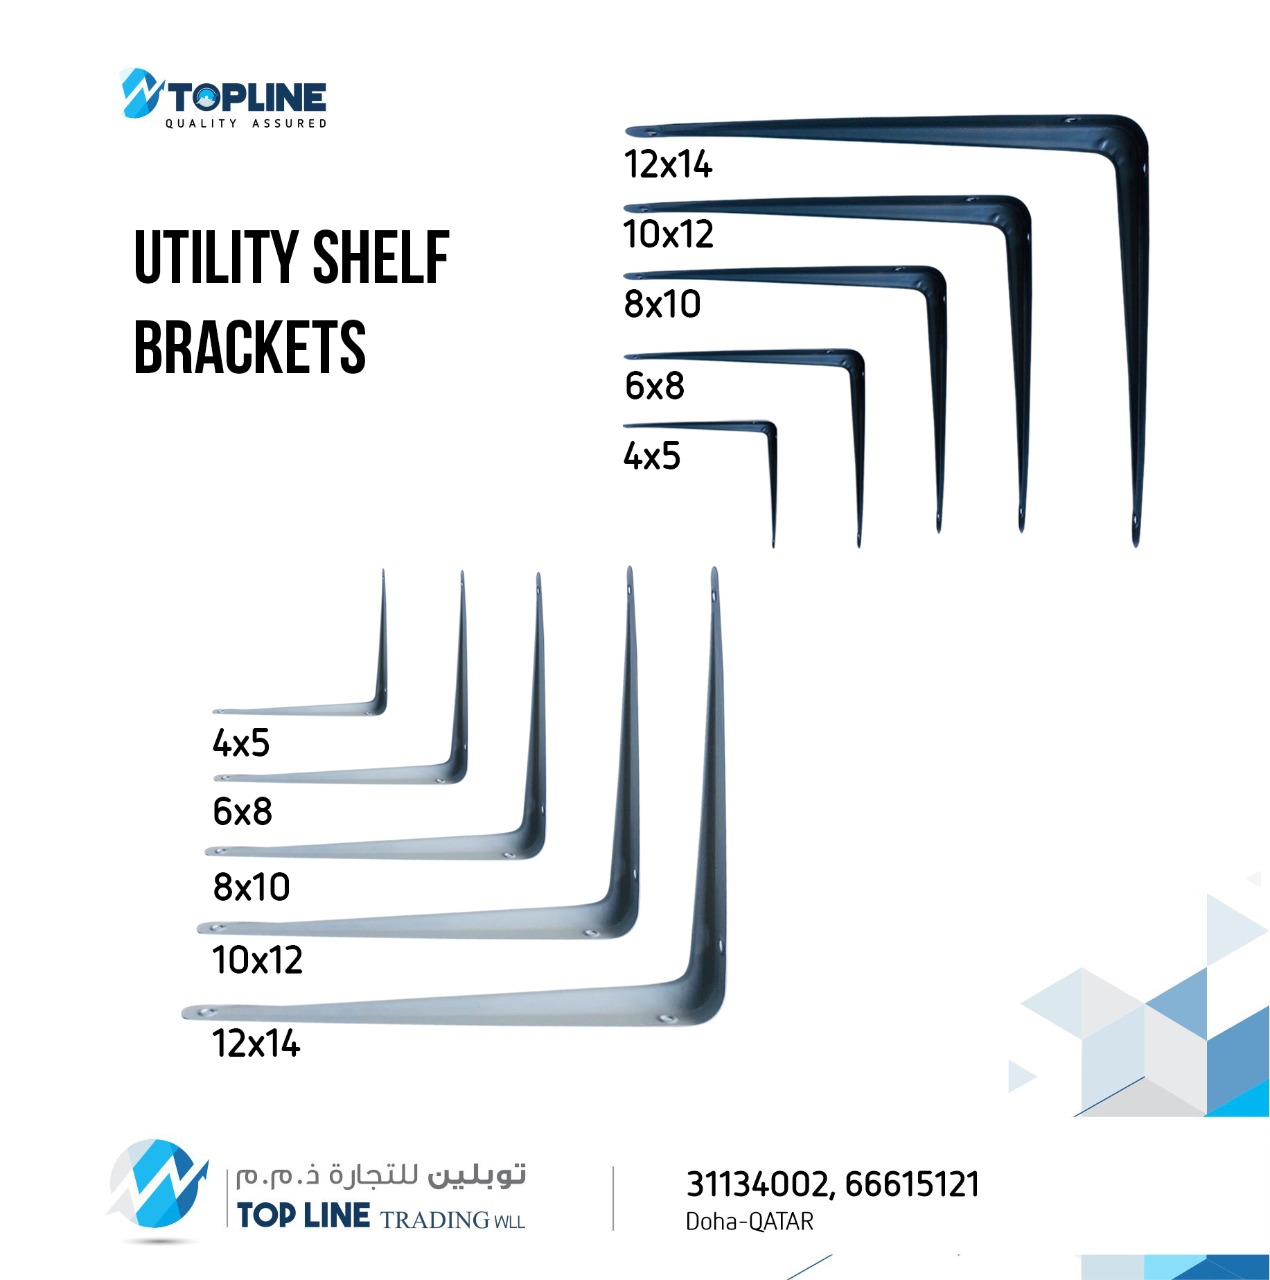 TOPLINE
QUALITY ASSURED
UTILITY SHELF
BRACKETS
12x14
10x12
8x10
6x8
4x5
4x5
6x8
8x10
10x12
12x14
توبلين للتجارة ذ.م.م
TOP LINE TRADING WLL
31134002, 66615121
Doha-QATAR